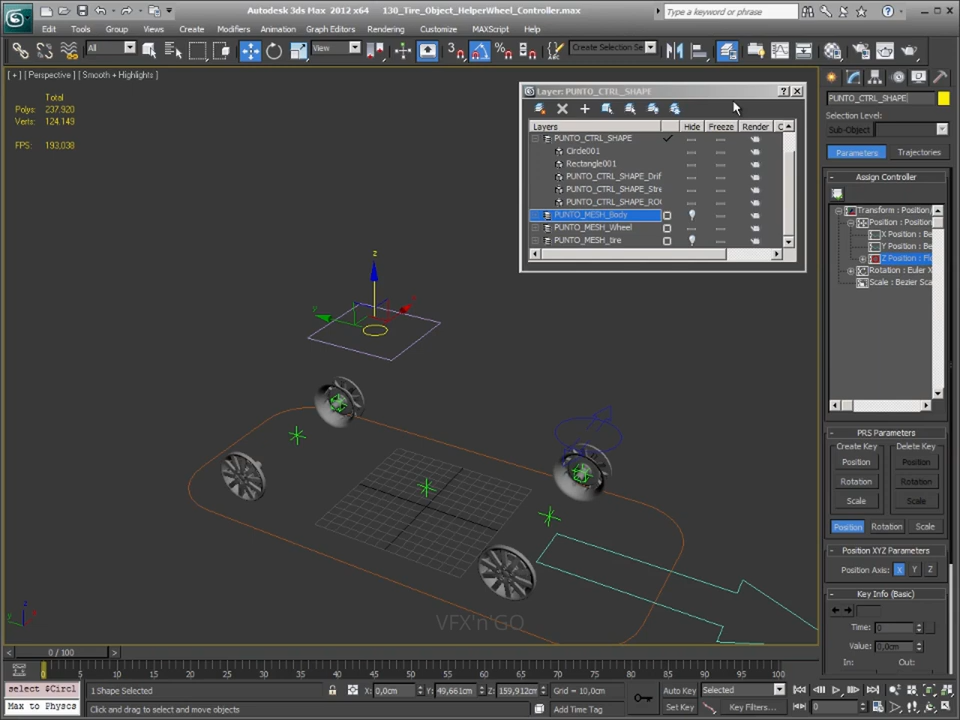 Autodesk 3ds Max 2012 x64 130_Tire_Object_HelperWheel_Controller.max
Type a keyword or phrase
Edit Tools Group Views Create Modifiers Animation Graph Editors Rendering Customize MAXScript Help
All View Create Selection Se
[ + ] [ Perspective ] [ Smooth + Highlights ]
Total
Polys: 237.920
Verts: 124.149
FPS: 193,038
Layer: PUNTO_CTRL_SHAPE
Layers Hide Freeze Render C
PUNTO_CTRL_SHAPE
Circle001
Rectangle001
PUNTO_CTRL_SHAPE_Drif
PUNTO_CTRL_SHAPE_Stre
PUNTO_CTRL_SHAPE_RO
PUNTO_MESH_Body
PUNTO_MESH_Wheel
PUNTO_MESH_tire
PUNTO_CTRL_SHAPE
Selection Level:
Sub-Object
Parameters Trajectories
- Assign Controller
Transform : Position,
Position : Position
X Position : Be
Y Position : Be
Z Position : Fl
Rotation : Euler X
Scale : Bezier Sca
- PRS Parameters
Create Key Delete Key
Position Position
Rotation Rotation
Scale Scale
Position Rotation Scale
- Position XYZ Parameters
Position Axis: X Y Z
- Key Info (Basic)
Time: 0
Value: 0,0cm
In: Out:
z
y
VFX'n'GO
z
y
0 / 100
0 5 10 15 20 25 30 35 40 45 50 55 60 65 70 75 80 85 90 95 100
select $Circl 1 Shape Selected X: 0,0cm Y: 49,661cm Z: 159,912cm Grid = 10,0cm Auto Key Selected
Max to Physcs Click and drag to select and move objects Add Time Tag Set Key Key Filters... 0